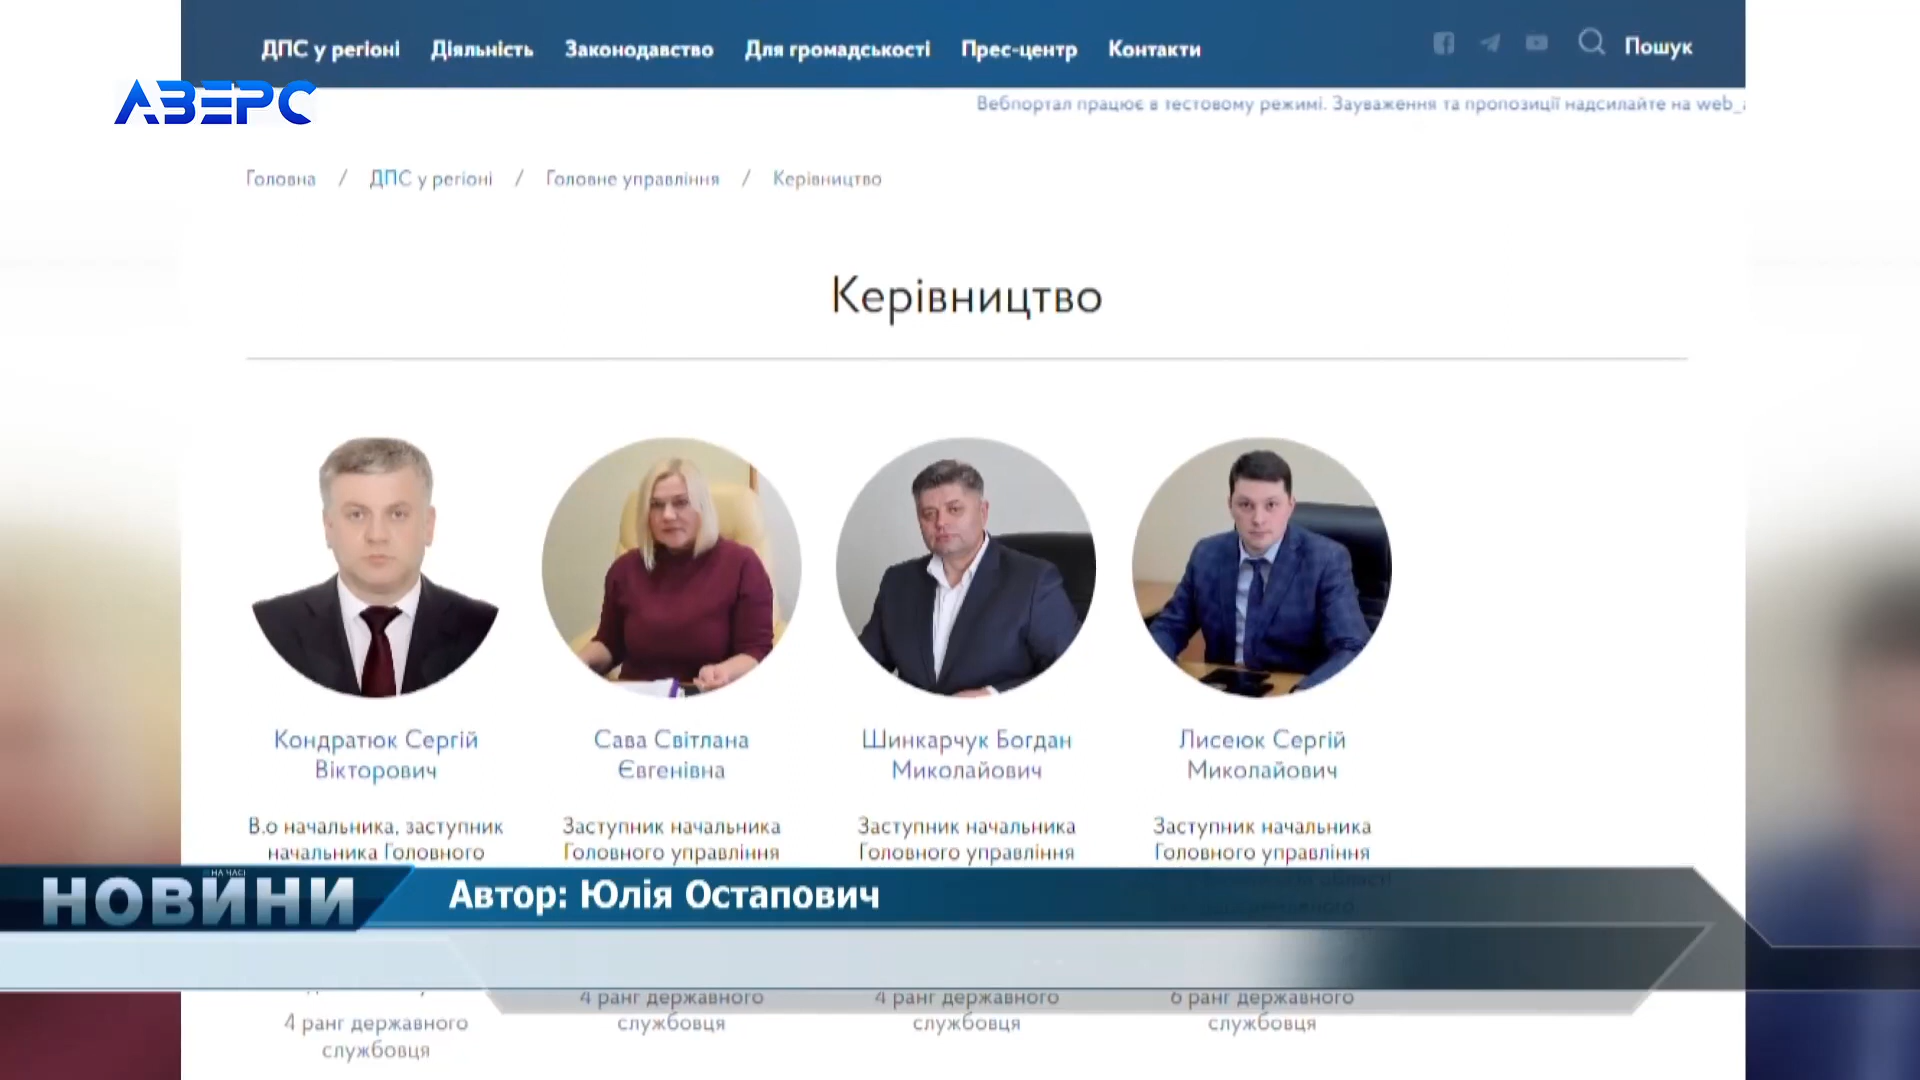 ДПС у регіоні Діяльність Законодавство Для громадськості Прес-центр Контакти Пошук
АВЕРС
Вебпортал працює в тестовому режимі. Зауваження та пропозиції надсилайте на web_
Головна / ДПС у регіоні / Головне управління / Керівництво
Керівництво
Кондратюк Сергій
Вікторович
Сава Світлана
Євгенівна
Шинкарчук Богдан
Миколайович
Лисеюк Сергій
Миколайович
В.о начальника, заступник
начальника Головного
Заступник начальника
Головного управління
Заступник начальника
Головного управління
Заступник начальника
Головного управління
НА ЧАСІ
НОВИНИ
Автор: Юлія Остапович
4 ранг державного
службовця
4 ранг державного
службовця
4 ранг державного
службовця
6 ранг державного
службовця